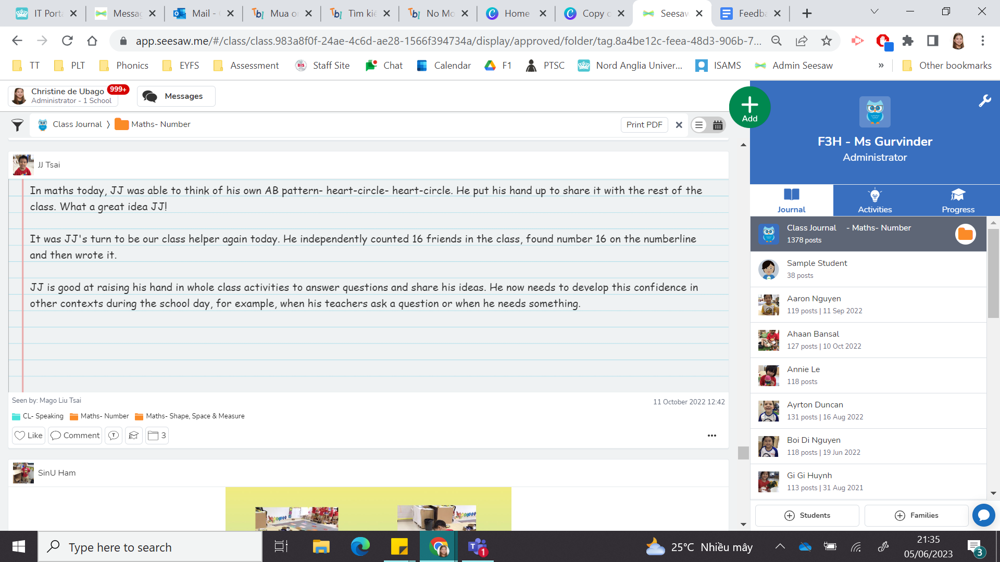 IT Porta
Messag
Mail -
Mua o
Tìm kiế
No Mo
Home
Copy o
Seesaw
Feedba
app.seesaw.me/#/class/class.983a8f0f-24ae-4c6d-ae28-1566f394734a/display/approved/folder/tag.8a4be12c-feea-48d3-906b-7...
TT
PLT
Phonics
EYFS
Assessment
BIS
Staff Site
Chat
Calendar
F1
PTSC
Nord Anglia Univer...
ISAMS
Admin Seesaw
»
Other bookmarks
Christine de Ubago
999+
Administrator - 1 School
Messages
Class Journal
Maths- Number
Print PDF
Add
F3H - Ms Gurvinder
Administrator
Journal
Activities
Progress
JJ Tsai
In maths today, JJ was able to think of his own AB pattern- heart-circle- heart-circle. He put his hand up to share it with the rest of the
class. What a great idea JJ!
It was JJ's turn to be our class helper again today. He independently counted 16 friends in the class, found number 16 on the numberline
and then wrote it.
JJ is good at raising his hand in whole class activities to answer questions and share his ideas. He now needs to develop this confidence in
other contexts during the school day, for example, when his teachers ask a question or when he needs something.
Seen by: Mago Liu Tsai
11 October 2022 12:42
CL- Speaking
Maths- Number
Maths- Shape, Space & Measure
Like
Comment
T
3
SinU Ham
Class Journal - Maths- Number
1378 posts
Sample Student
38 posts
Aaron Nguyen
119 posts | 11 Sep 2022
Ahaan Bansal
127 posts | 10 Oct 2022
Annie Le
118 posts
Ayrton Duncan
131 posts | 16 Aug 2022
Boi Di Nguyen
118 posts | 19 Jun 2022
Gi Gi Huynh
113 posts | 31 Aug 2021
Students
Families
Type here to search
1
25°C Nhiều mây
21:35
05/06/2023
3